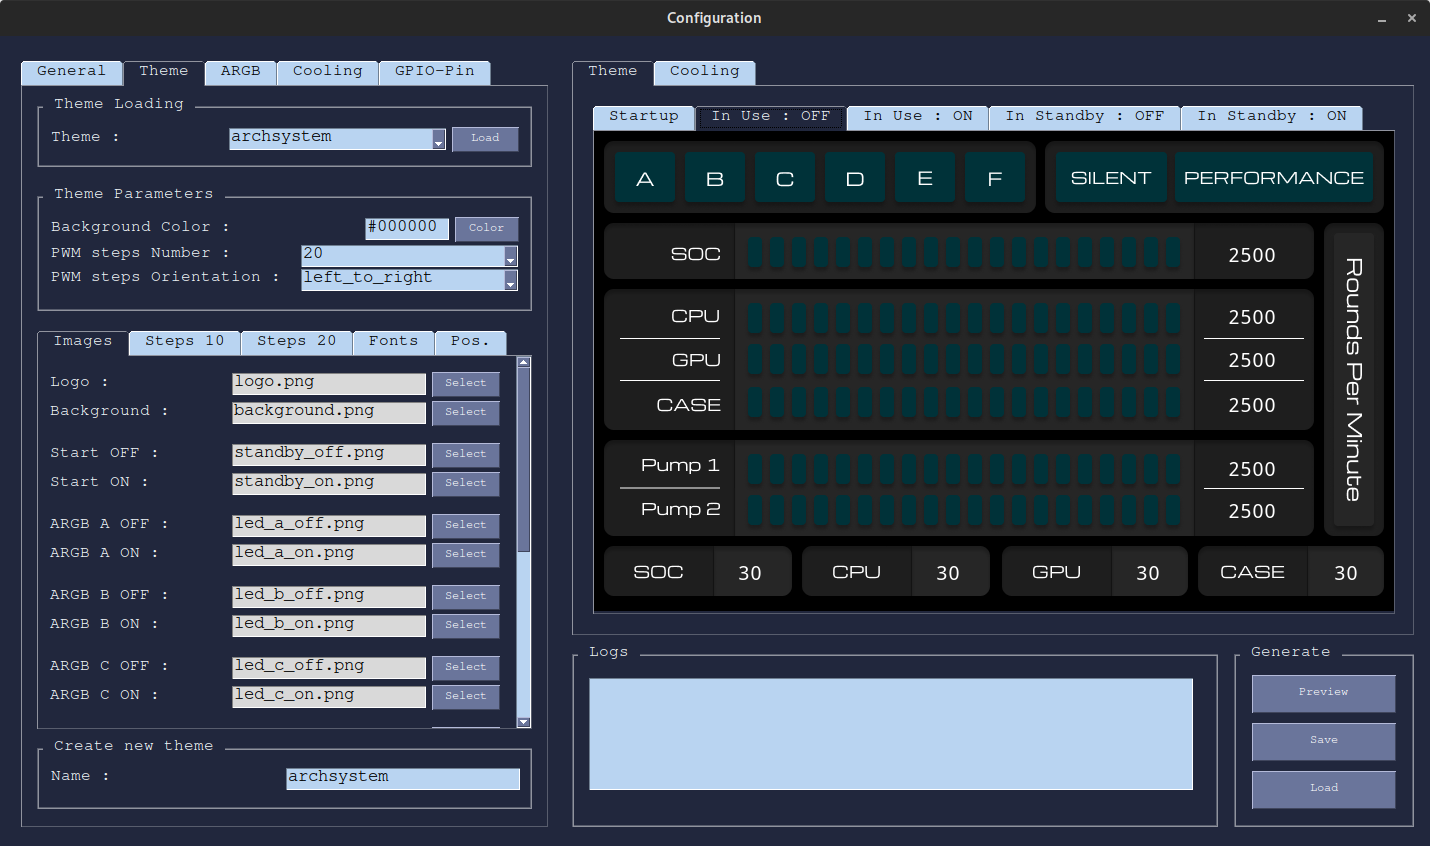 Configuration
General Theme ARGB Cooling GPIO-Pin
Theme Loading
Theme : archsystem Load
Theme Parameters
Background Color : #000000 Color
PWM steps Number : 20
PWM steps Orientation : left_to_right
Images Steps 10 Steps 20 Fonts Pos.
Logo : logo.png Select
Background : background.png Select
Start OFF : standby_off.png Select
Start ON : standby_on.png Select
ARGB A OFF : led_a_off.png Select
ARGB A ON : led_a_on.png Select
ARGB B OFF : led_b_off.png Select
ARGB B ON : led_b_on.png Select
ARGB C OFF : led_c_off.png Select
ARGB C ON : led_c_on.png Select
Create new theme
Name : archsystem
Theme Cooling
Startup In Use : OFF In Use : ON In Standby : OFF In Standby : ON
A B C D E F SILENT PERFORMANCE
SOC 2500
CPU 2500
GPU 2500
CASE 2500
Pump 1 2500
Pump 2 2500
Rounds Per Minute
SOC 30 CPU 30 GPU 30 CASE 30
Logs
Generate
Preview
Save
Load